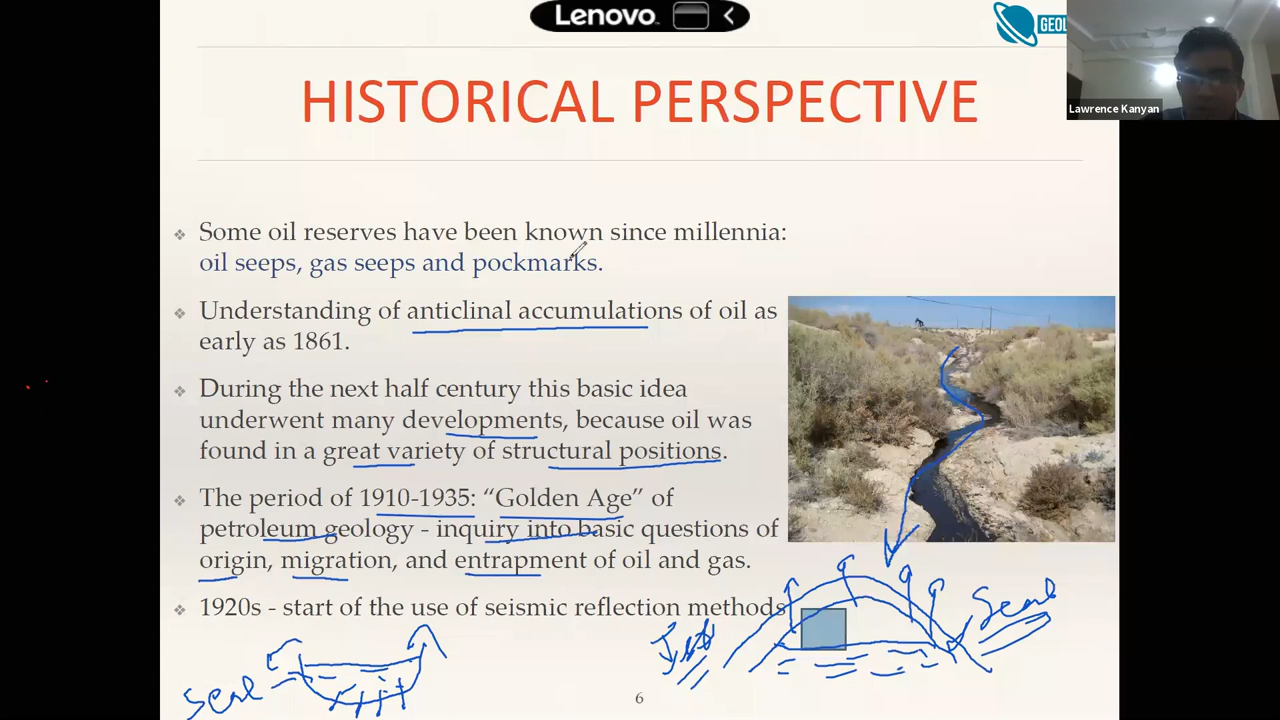 Lenovo
GEOL
Lawrence Kanyan
HISTORICAL PERSPECTIVE
Some oil reserves have been known since millennia:
oil seeps, gas seeps and pockmarks.
Understanding of anticlinal accumulations of oil as
early as 1861.
During the next half century this basic idea
underwent many developments, because oil was
found in a great variety of structural positions.
The period of 1910-1935: “Golden Age” of
petroleum geology - inquiry into basic questions of
origin, migration, and entrapment of oil and gas.
1920s - start of the use of seismic reflection methods
Seal
Seal
6